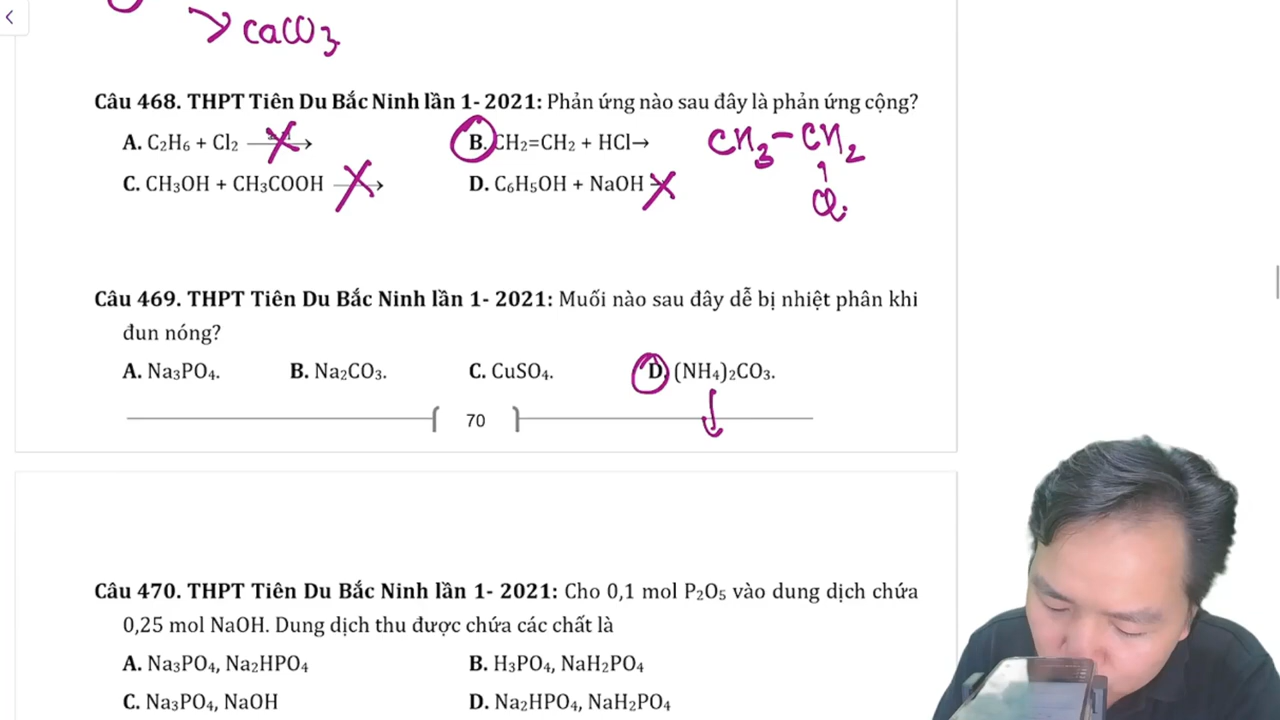 CaCO₃
Câu 468. THPT Tiên Du Bắc Ninh lần 1- 2021: Phản ứng nào sau đây là phản ứng cộng?
A. C₂H₆ + Cl₂ ⟶ B. CH₂=CH₂ + HCl→ CH₃-CH₂
C. CH₃OH + CH₃COOH ⟶ D. C₆H₅OH + NaOH
Câu 469. THPT Tiên Du Bắc Ninh lần 1- 2021: Muối nào sau đây dễ bị nhiệt phân khi
đun nóng?
A. Na₃PO₄. B. Na₂CO₃. C. CuSO₄. D. (NH₄)₂CO₃.
70
Câu 470. THPT Tiên Du Bắc Ninh lần 1- 2021: Cho 0,1 mol P₂O₅ vào dung dịch chứa
0,25 mol NaOH. Dung dịch thu được chứa các chất là
A. Na₃PO₄, Na₂HPO₄ B. H₃PO₄, NaH₂PO₄
C. Na₃PO₄, NaOH D. Na₂HPO₄, NaH₂PO₄